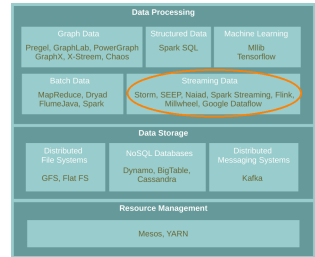 Data Processing
Graph Data
Pregel, GraphLab, PowerGraph
GraphX, X-Stream, Chaos
Structured Data
Spark SQL
Machine Learning
Mllib
Tensorflow
Batch Data
MapReduce, Dryad
FlumeJava, Spark
Streaming Data
Storm, SEEP, Naiad, Spark Streaming, Flink,
Millwheel, Google Dataflow
Data Storage
Distributed
File Systems
GFS, Flat FS
NoSQL Databases
Dynamo, BigTable,
Cassandra
Distributed
Messaging Systems
Kafka
Resource Management
Mesos, YARN